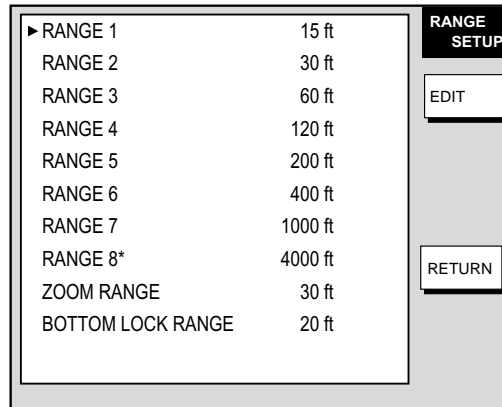 ▶RANGE 1 15 ft
RANGE 2 30 ft
RANGE 3 60 ft
RANGE 4 120 ft
RANGE 5 200 ft
RANGE 6 400 ft
RANGE 7 1000 ft
RANGE 8* 4000 ft
ZOOM RANGE 30 ft
BOTTOM LOCK RANGE 20 ft
RANGE
SETUP
EDIT
RETURN